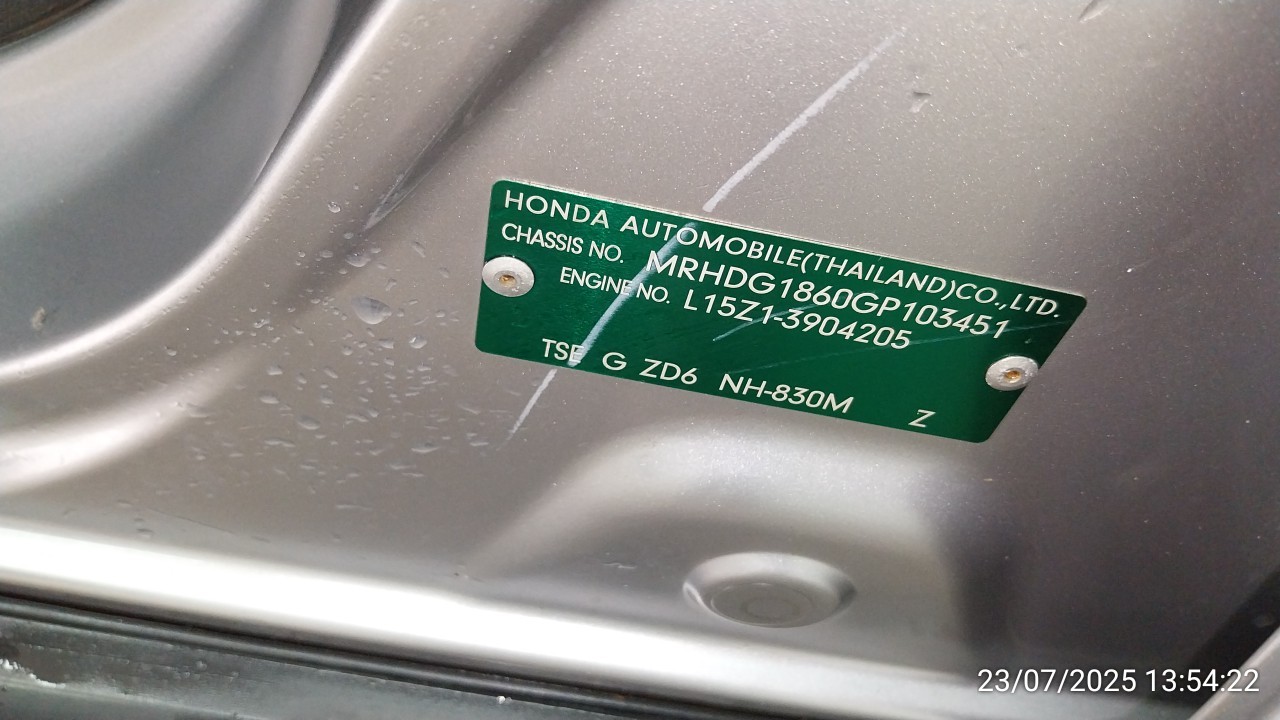 HONDA AUTOMOBILE(THAILAND)CO.,LTD.
CHASSIS NO. MRHDG1860GP103451
ENGINE NO. L15Z1-3904205
TSE G ZD6 NH-830M Z
23/07/2025 13:54:22